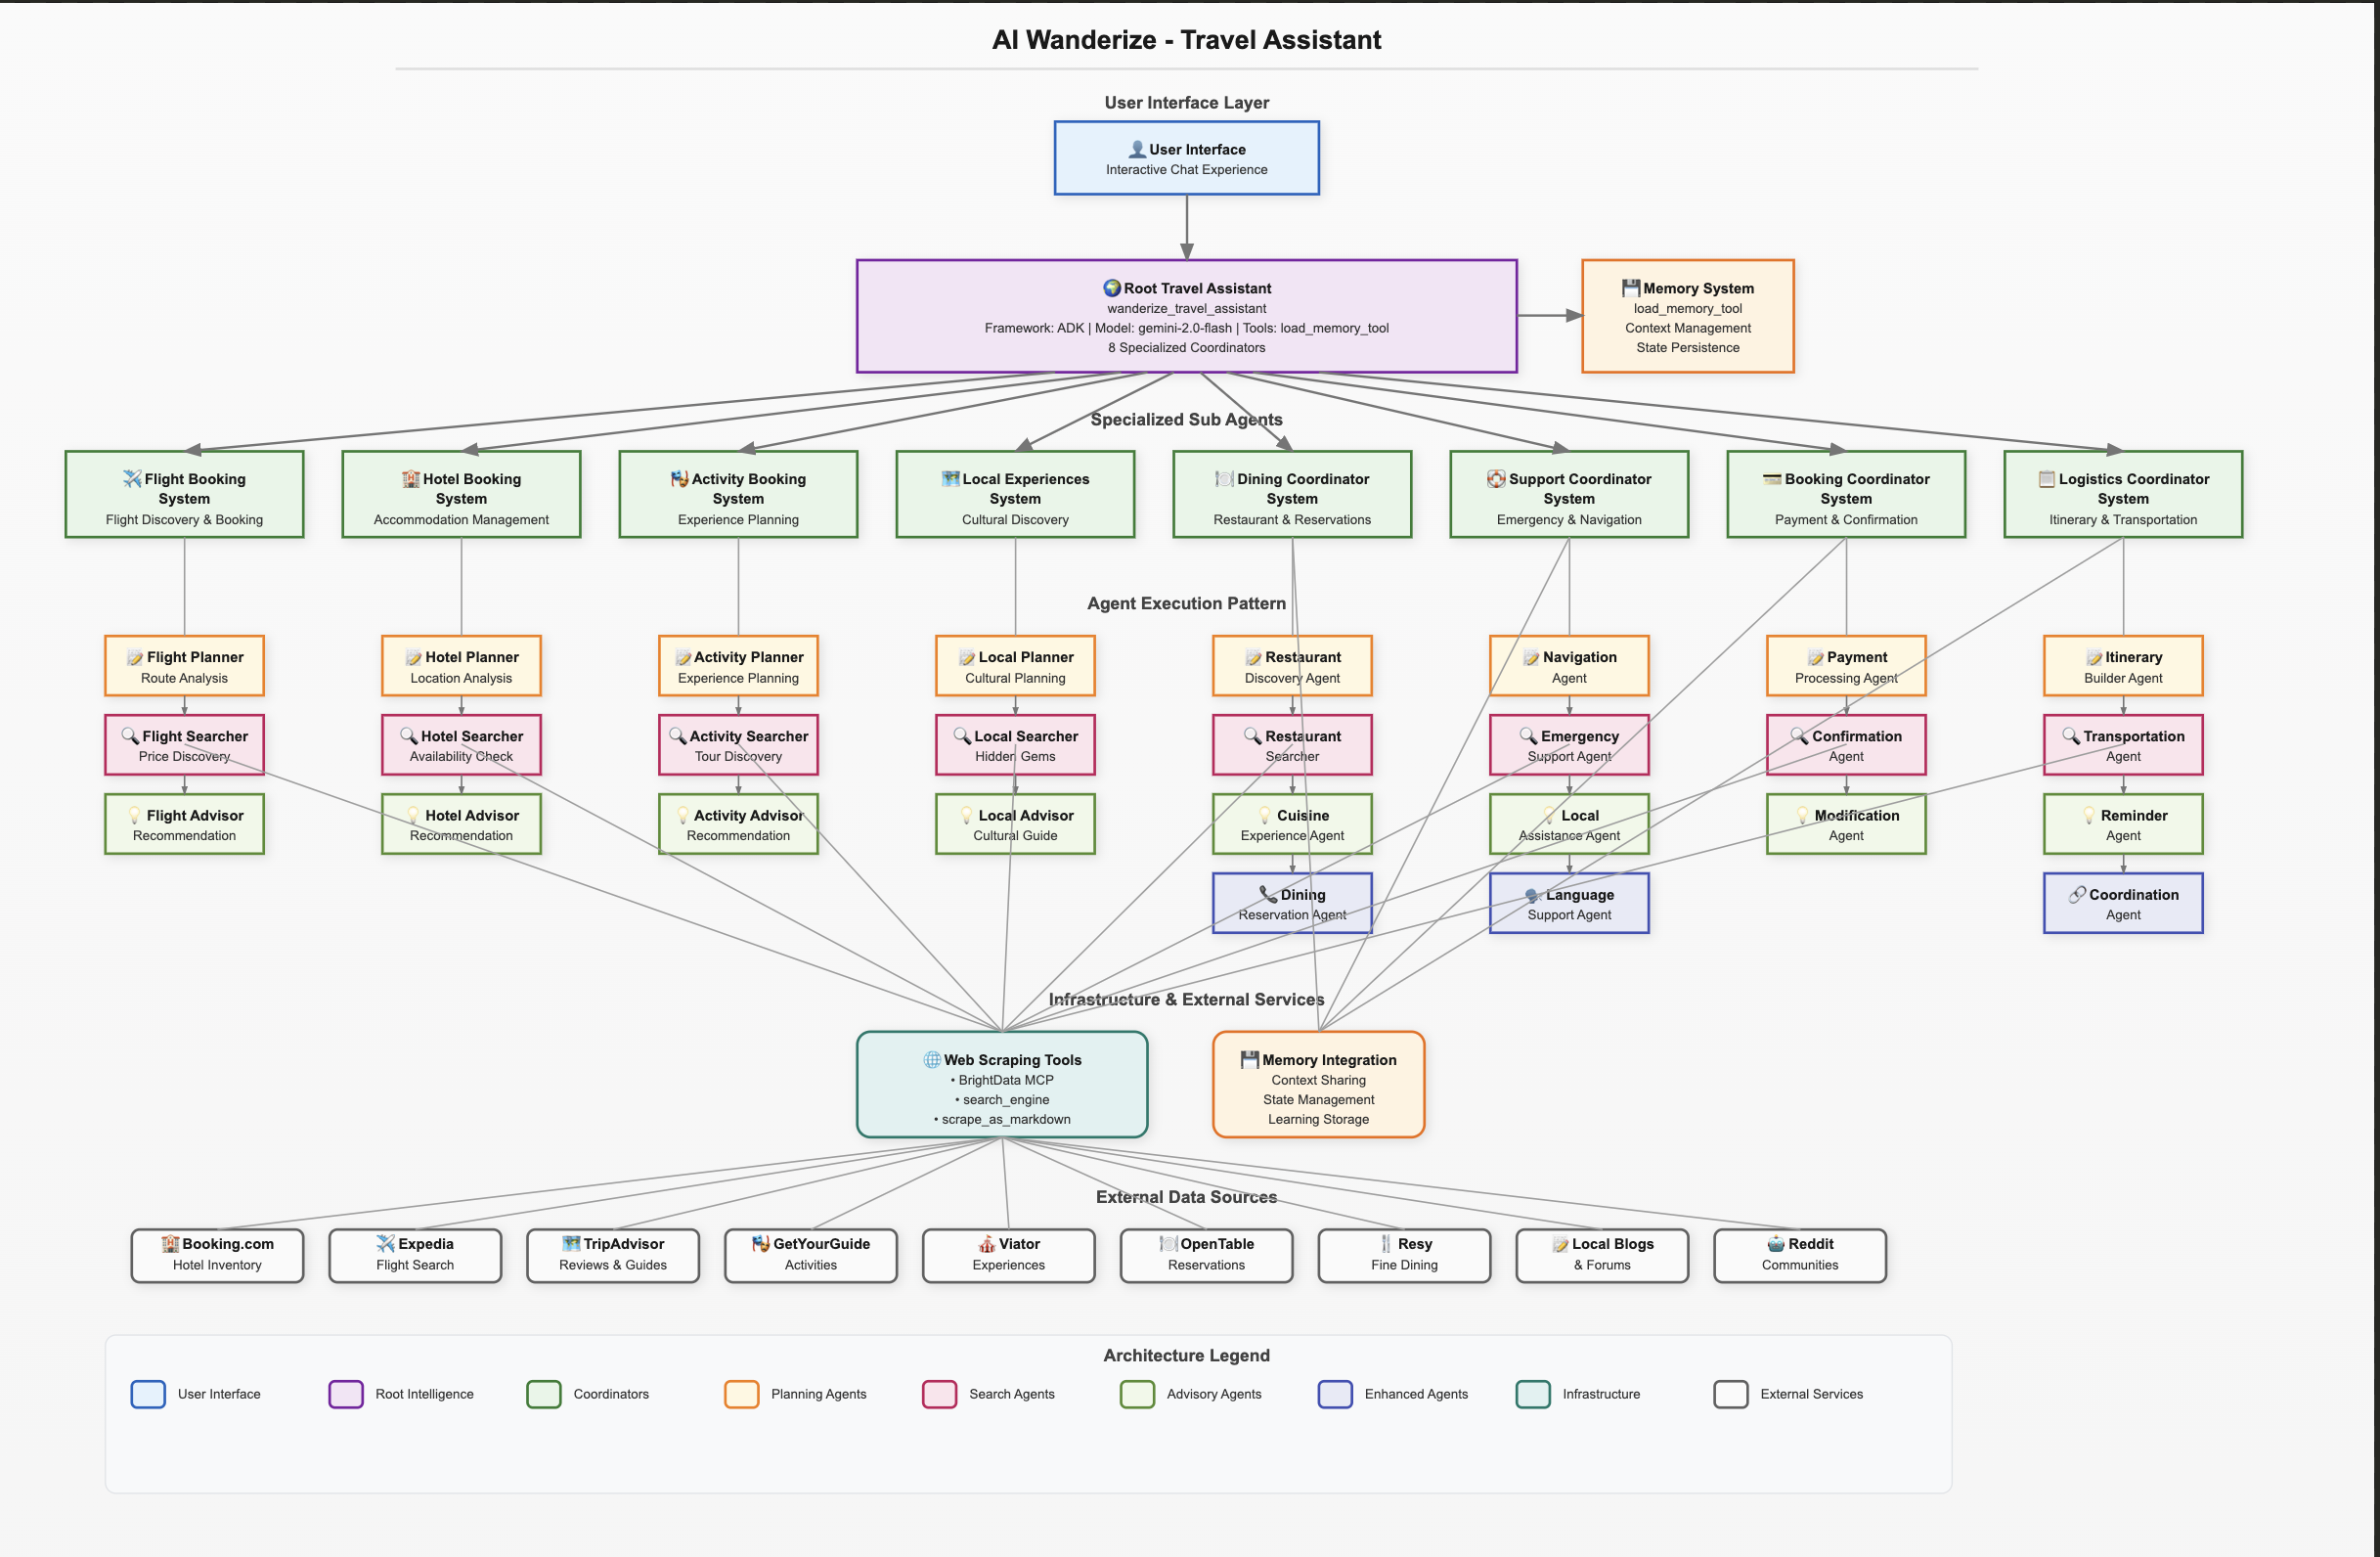 AI Wanderize - Travel Assistant
User Interface Layer
User Interface
Interactive Chat Experience
Root Travel Assistant
wanderize_travel_assistant
Framework: ADK | Model: gemini-2.0-flash | Tools: load_memory_tool
8 Specialized Coordinators
Memory System
load_memory_tool
Context Management
State Persistence
Specialized Sub Agents
Flight Booking
System
Flight Discovery & Booking
Hotel Booking
System
Accommodation Management
Activity Booking
System
Experience Planning
Local Experiences
System
Cultural Discovery
Dining Coordinator
System
Restaurant & Reservations
Support Coordinator
System
Emergency & Navigation
Booking Coordinator
System
Payment & Confirmation
Logistics Coordinator
System
Itinerary & Transportation
Agent Execution Pattern
Flight Planner
Route Analysis
Hotel Planner
Location Analysis
Activity Planner
Experience Planning
Local Planner
Cultural Planning
Restaurant
Discovery Agent
Navigation
Agent
Payment
Processing Agent
Itinerary
Builder Agent
Flight Searcher
Price Discovery
Hotel Searcher
Availability Check
Activity Searcher
Tour Discovery
Local Searcher
Hidden Gems
Restaurant
Searcher
Emergency
Support Agent
Confirmation
Agent
Transportation
Agent
Flight Advisor
Recommendation
Hotel Advisor
Recommendation
Activity Advisor
Recommendation
Local Advisor
Cultural Guide
Cuisine
Experience Agent
Local
Assistance Agent
Modification
Agent
Reminder
Agent
Dining
Reservation Agent
Language
Support Agent
Coordination
Agent
Infrastructure & External Services
Web Scraping Tools
• BrightData MCP
• search_engine
• scrape_as_markdown
Memory Integration
Context Sharing
State Management
Learning Storage
External Data Sources
Booking.com
Hotel Inventory
Expedia
Flight Search
TripAdvisor
Reviews & Guides
GetYourGuide
Activities
Viator
Experiences
OpenTable
Reservations
Resy
Fine Dining
Local Blogs
& Forums
Reddit
Communities
Architecture Legend
User Interface
Root Intelligence
Coordinators
Planning Agents
Search Agents
Advisory Agents
Enhanced Agents
Infrastructure
External Services